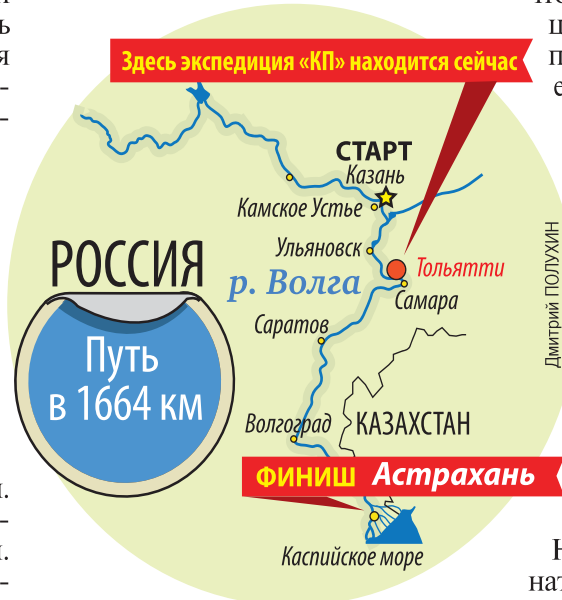 Здесь экспедиция «КП» находится сейчас
СТАРТ
Казань
Камское Устье
Ульяновск
Тольятти
РОССИЯ
р. Волга
Самара
Саратов
Путь
в 1664 км
Волгоград
КАЗАХСТАН
ФИНИШ Астрахань
Каспийское море
Дмитрий ПОЛУХИН